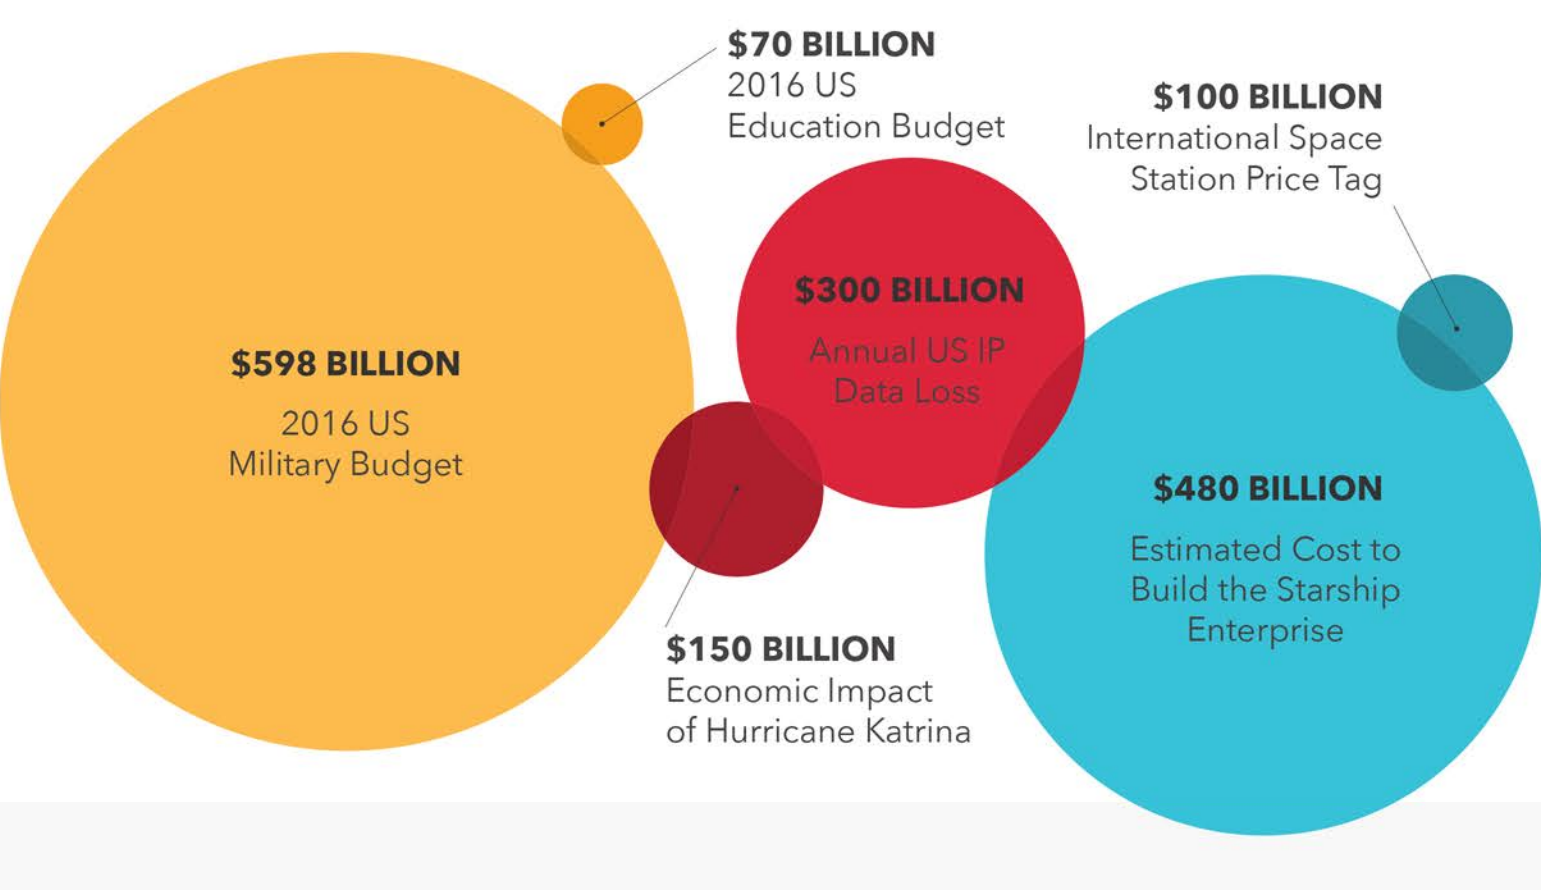 $70 BILLION
2016 US
Education Budget
$100 BILLION
International Space
Station Price Tag
$300 BILLION
Annual US IP
Data Loss
$598 BILLION
2016 US
Military Budget
$480 BILLION
Estimated Cost to
Build the Starship
Enterprise
$150 BILLION
Economic Impact
of Hurricane Katrina